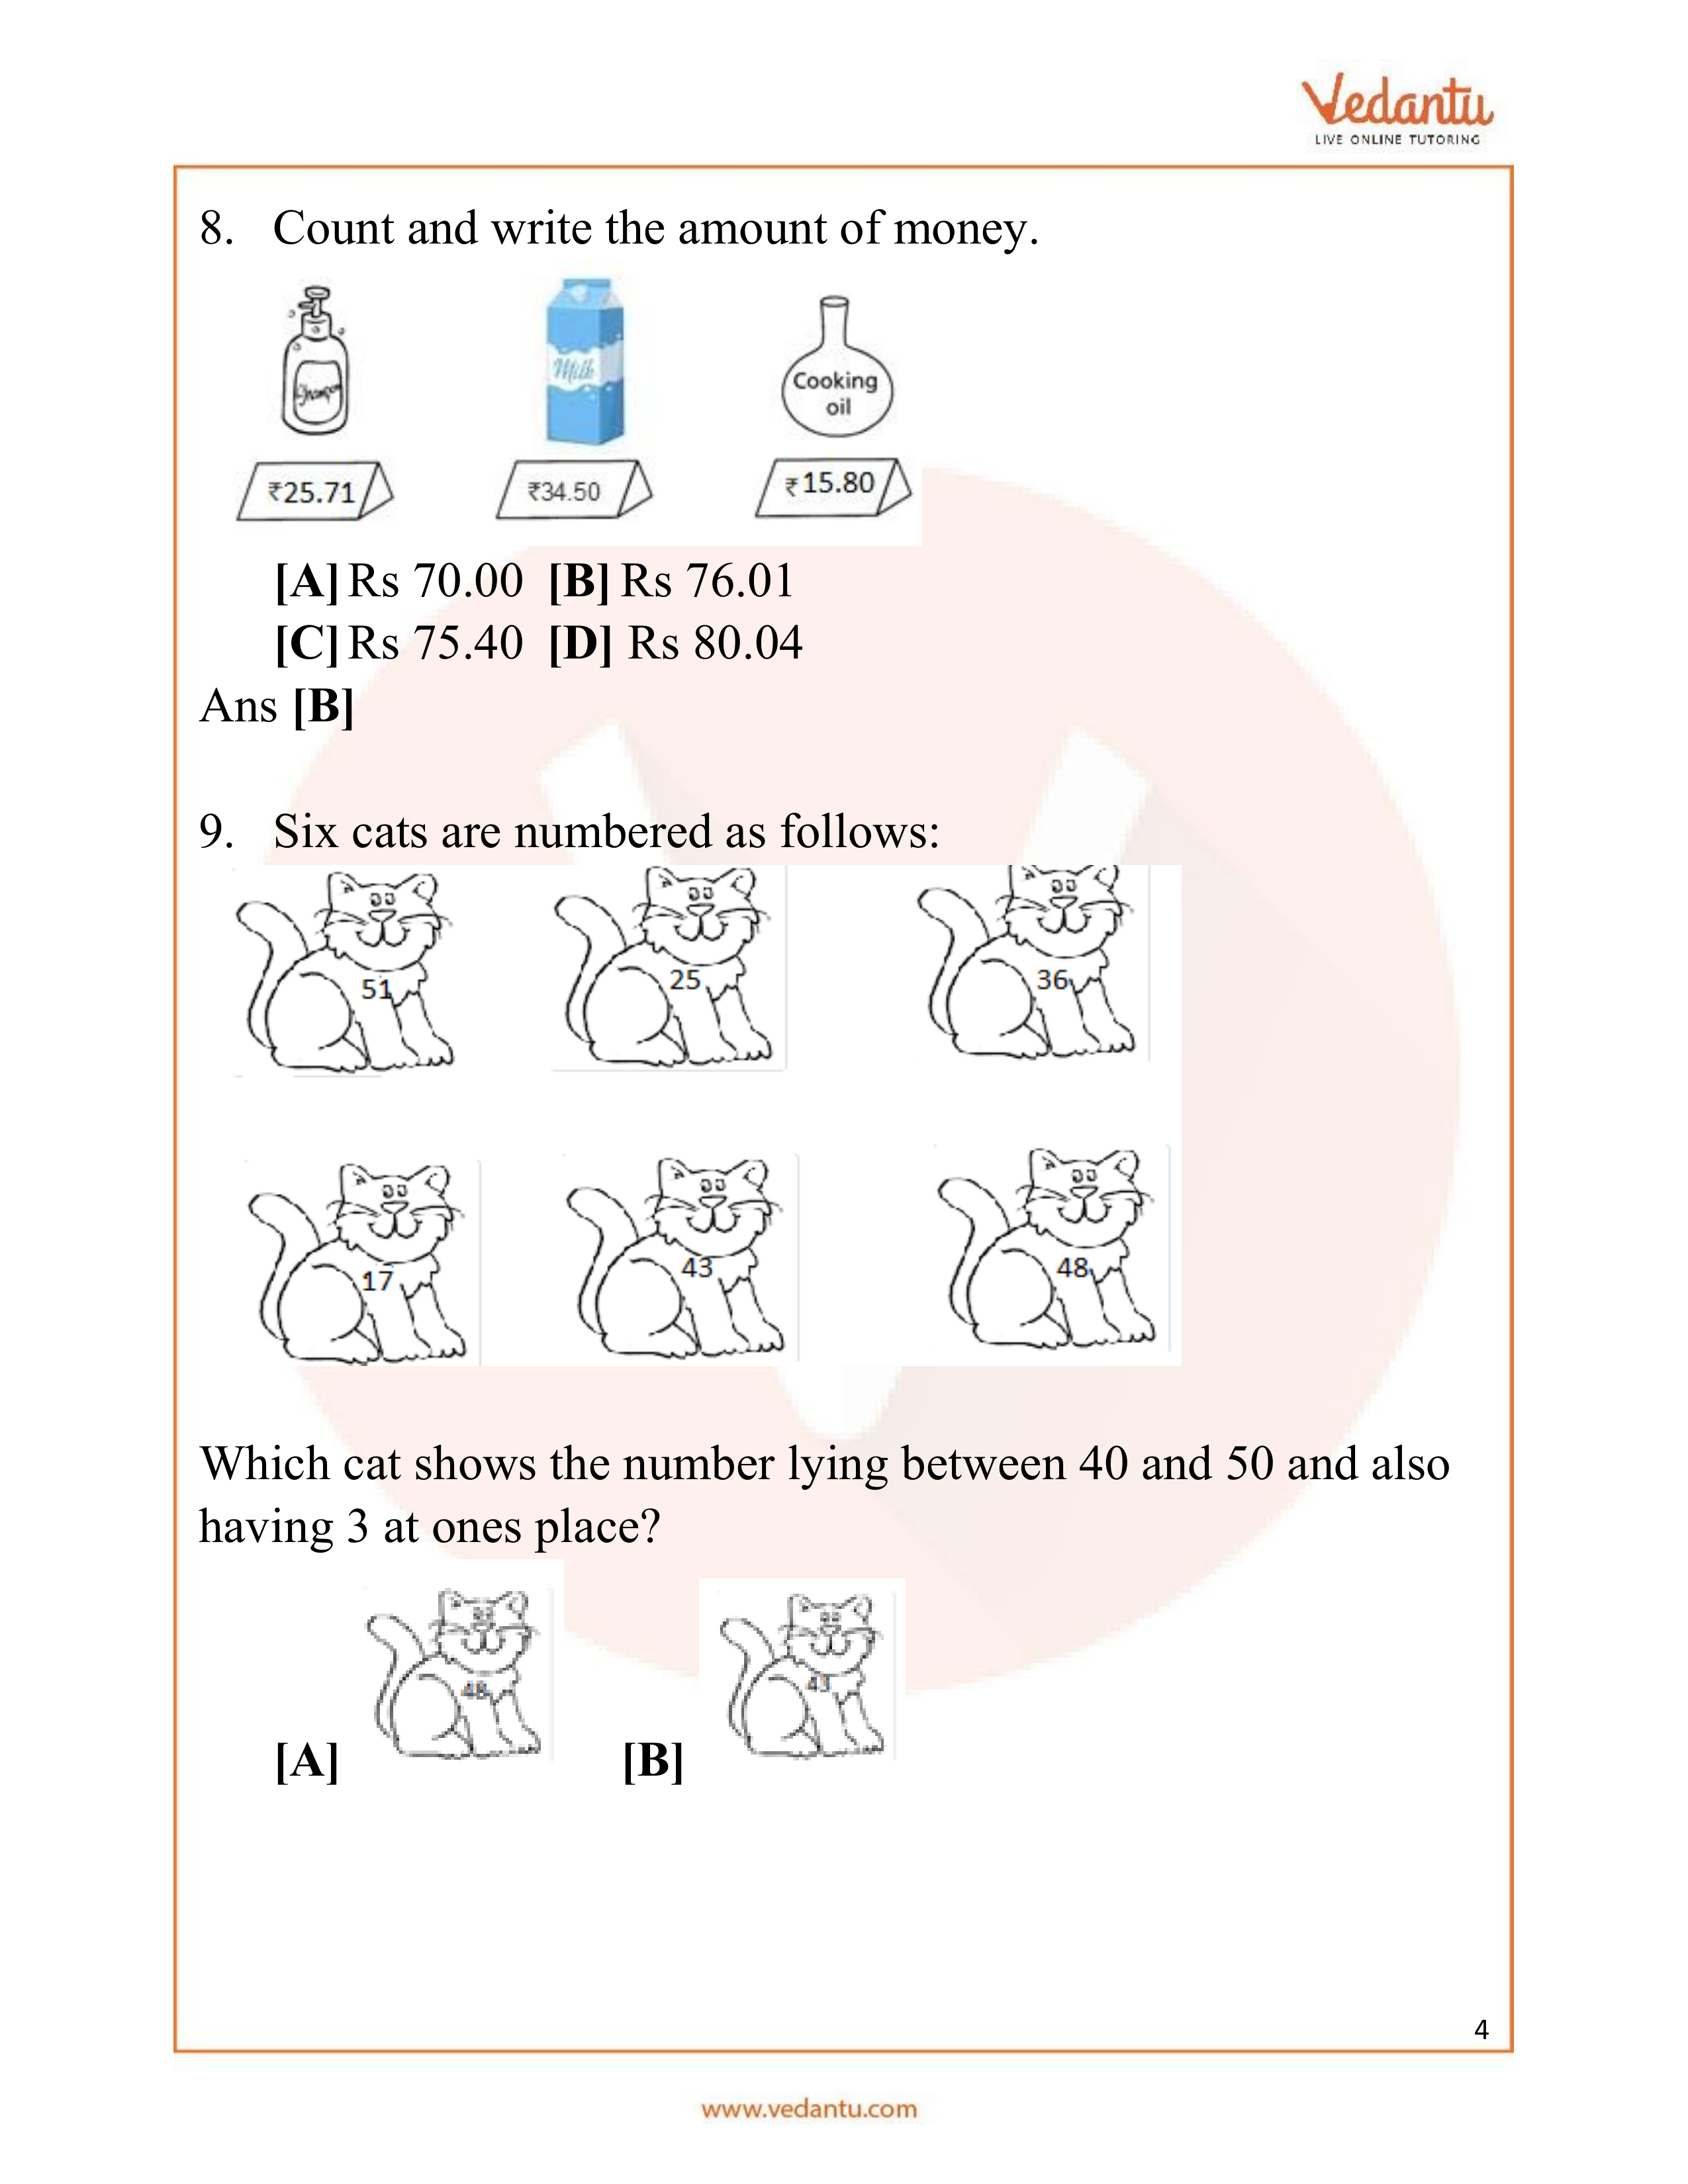 Vedantu
LIVE ONLINE TUTORING
8. Count and write the amount of money.
Shampoo
Milk
Cooking
oil
₹25.71
₹34.50
₹15.80
[A] Rs 70.00 [B] Rs 76.01
[C] Rs 75.40 [D] Rs 80.04
Ans [B]
9. Six cats are numbered as follows:
51
25
36
17
43
48
Which cat shows the number lying between 40 and 50 and also
having 3 at ones place?
48
43
[A] [B]
4
www.vedantu.com